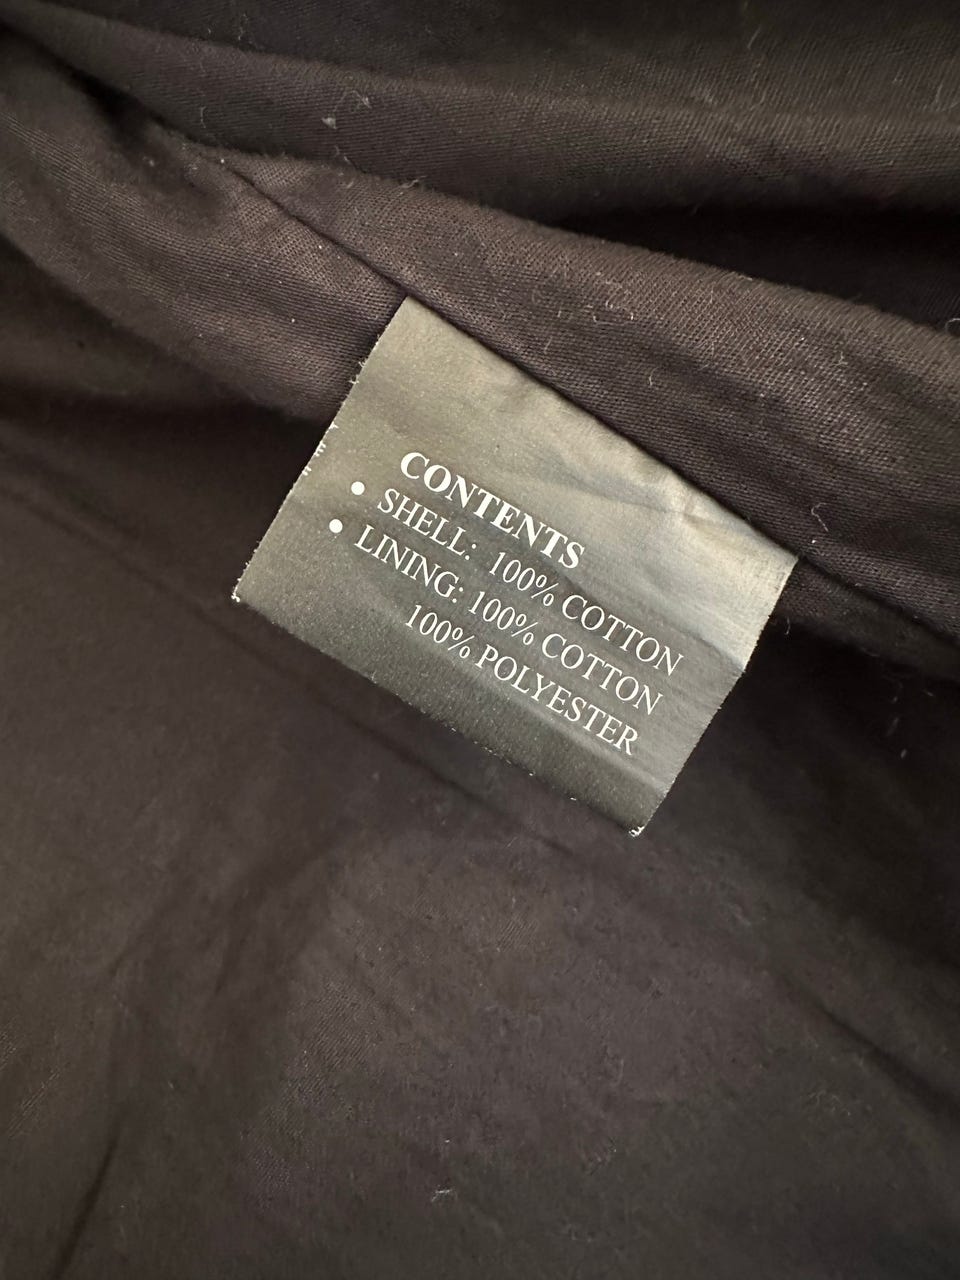 CONTENTS
• SHELL: 100% COTTON
• LINING: 100% COTTON
100% POLYESTER